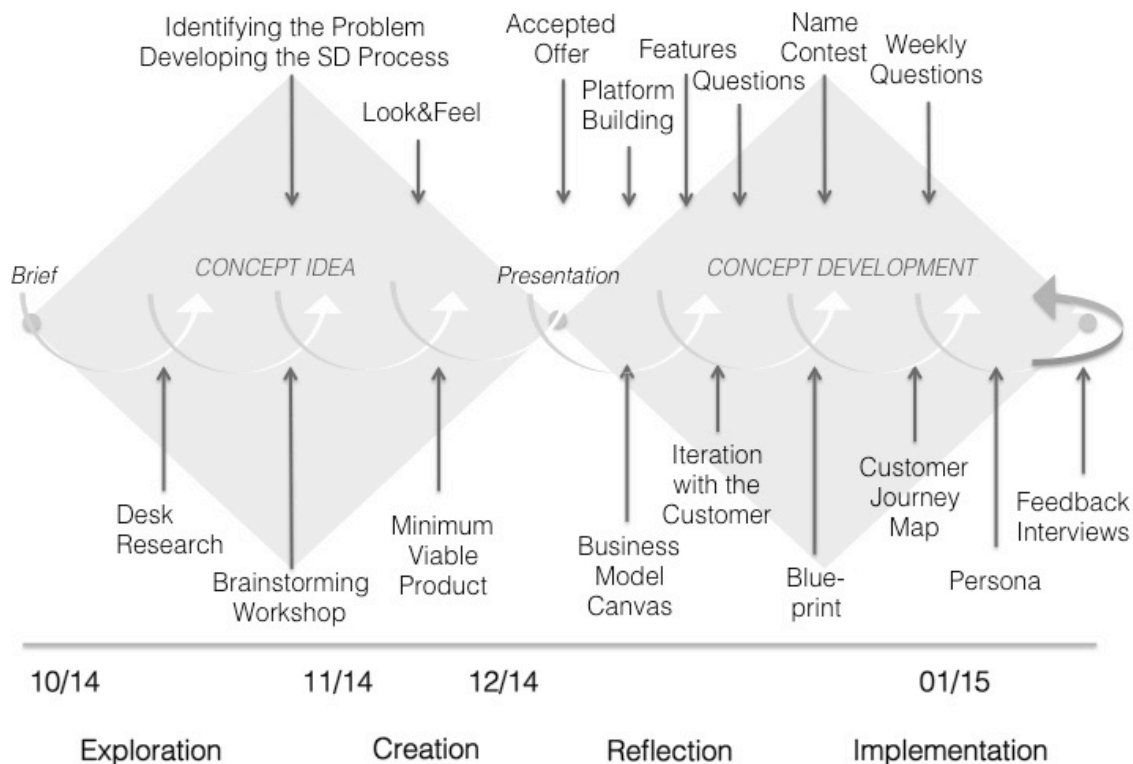 Identifying the Problem
Developing the SD Process
Look&Feel
Accepted
Offer
Platform
Building
Features
Questions
Name
Contest
Weekly
Questions
Brief
CONCEPT IDEA
Presentation
CONCEPT DEVELOPMENT
Desk
Research
Brainstorming
Workshop
Minimum
Viable
Product
Business
Model
Canvas
Iteration
with the
Customer
Blue-
print
Customer
Journey
Map
Persona
Feedback
Interviews
10/14 11/14 12/14 01/15
Exploration Creation Reflection Implementation